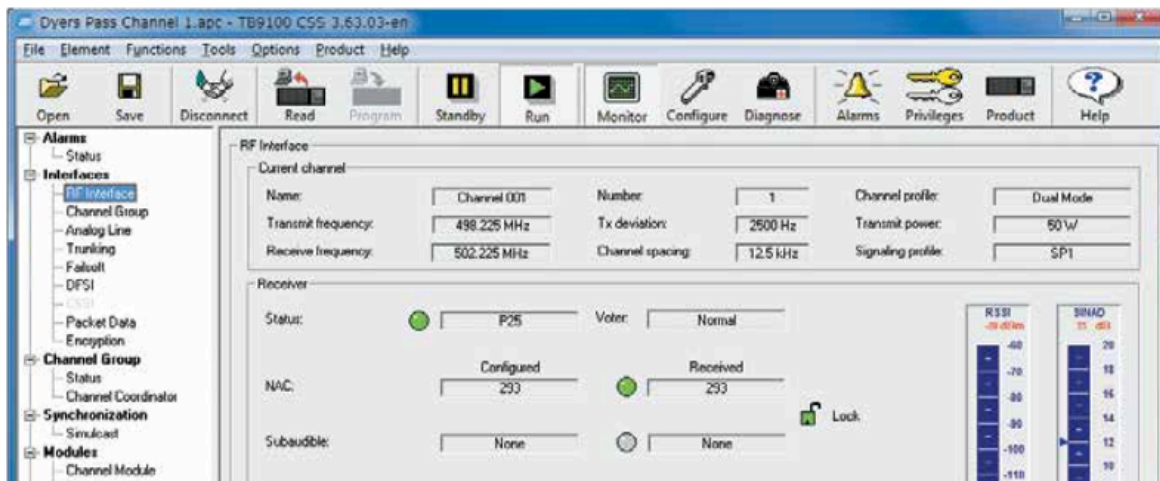 Dyers Pass Channel 1.apc - TB9100 CSS 3.63.03-en
File Element Functions Tools Options Product Help
Open Save Disconnect Read Program Standby Run Monitor Configure Diagnose Alarms Privileges Product Help
Alarms
Status
Interfaces
RF Interface
Channel Group
Analog Line
Trunking
Failsoft
DFSI
CSSI
Packet Data
Encryption
Channel Group
Status
Channel Coordinator
Synchronization
Simulcast
Modules
Channel Module
RF Interface
Current channel
Name: Channel 001 Number: 1 Channel profile: Dual Mode
Transmit frequency: 498.225 MHz Tx deviation: 2500 Hz Transmit power: 50 W
Receive frequency: 502.225 MHz Channel spacing: 12.5 kHz Signaling profile: SP1
Receiver
Status: P25 Voter: Normal
Configured Received
NAC: 293 293
Lock
Subaudible: None None
RSSI SINAD
dBm dB
-60 20
-70 18
-80 16
-90 14
-100 12
-110 10